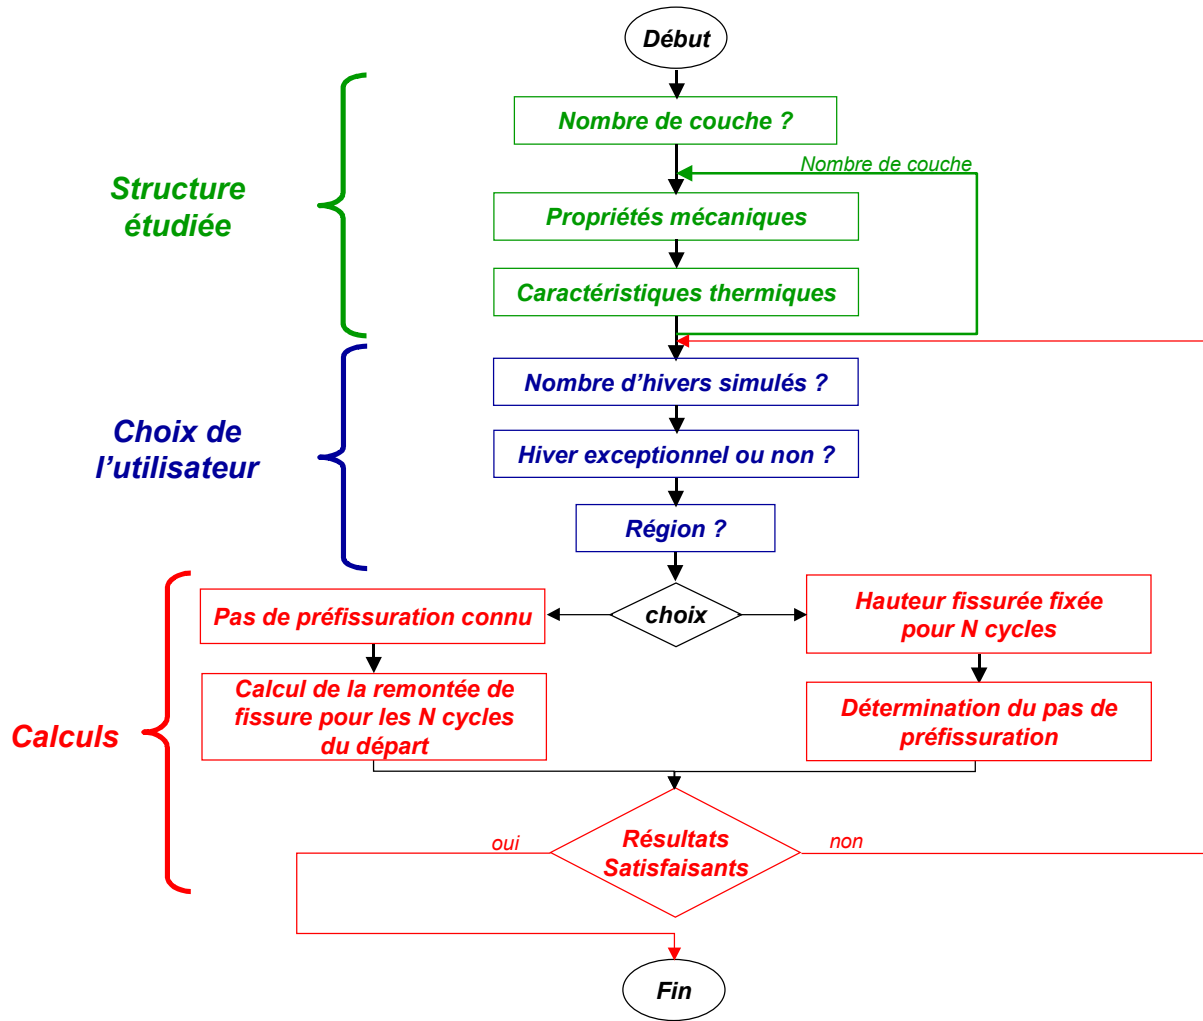 Début
Nombre de couche ?
Nombre de couche
Structure
étudiée
Propriétés mécaniques
Caractéristiques thermiques
Nombre d’hivers simulés ?
Choix de
l’utilisateur
Hiver exceptionnel ou non ?
Région ?
choix
Pas de préfissuration connu
Hauteur fissurée fixée
pour N cycles
Calcul de la remontée de
fissure pour les N cycles
du départ
Détermination du pas de
préfissuration
Calculs
oui
Résultats
Satisfaisants
non
Fin